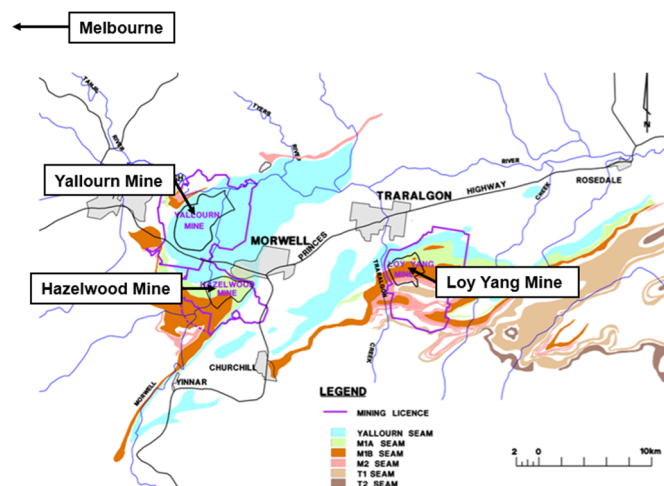 Melbourne
TANJIL
RIVER
TYERS
RIVER
N
RIVER
Yallourn Mine
CREEK
ROSEDALE
TRARALGON
HIGHWAY
YALLOURN
MINE
MORWELL
PRINCES
Hazelwood Mine
HAZELWOOD
MINE
LOY YANG
MINE
Loy Yang Mine
TRARALGON
CREEK
CHURCHILL
MORWELL
YINNAR
LEGEND
MINING LICENCE
YALLOURN SEAM
M1A SEAM
M1B SEAM
M2 SEAM
T1 SEAM
T2 SEAM
2 0 10km